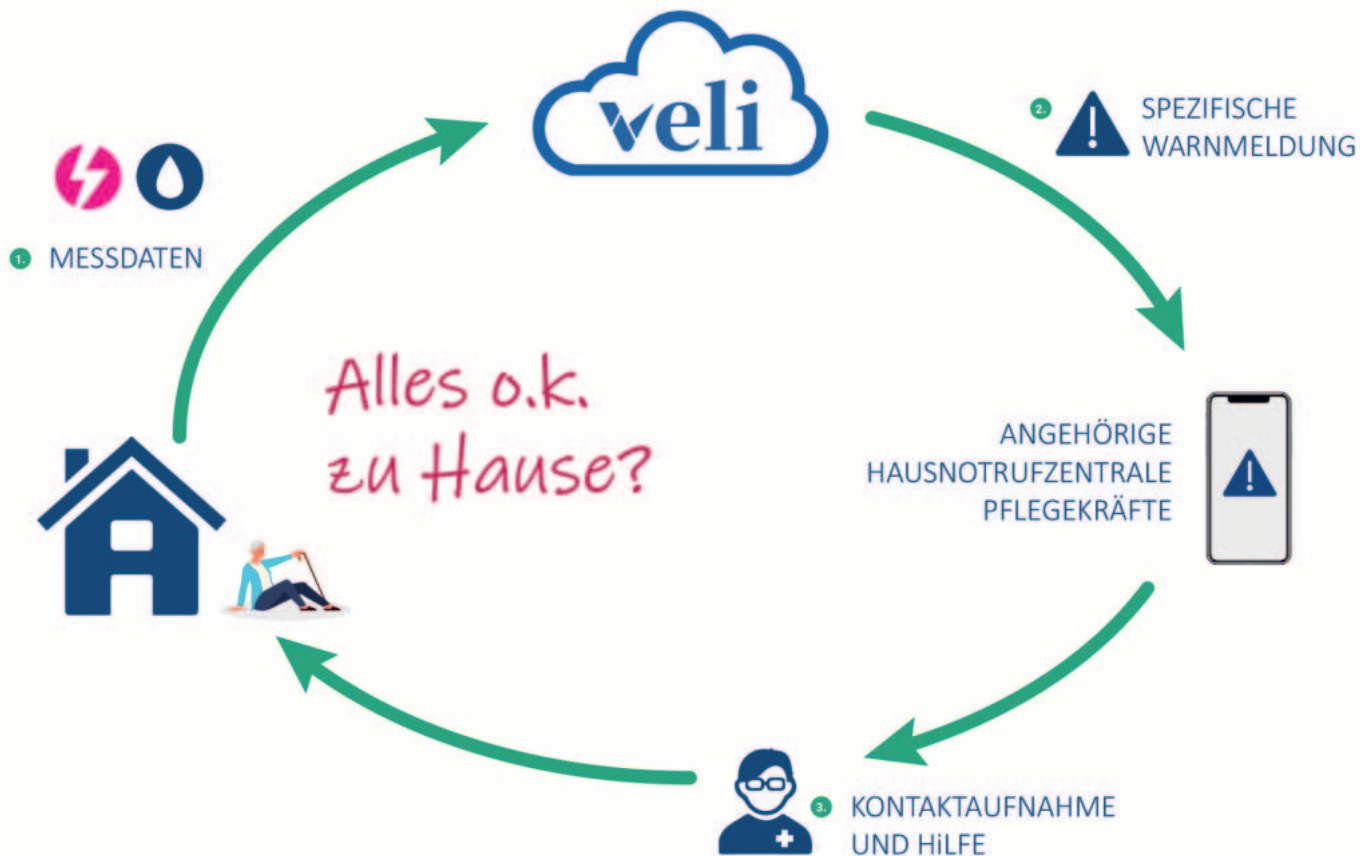 veli
1. MESSDATEN
2. SPEZIFISCHE
WARNMELDUNG
Alles o.k.
zu Hause?
ANGEHÖRIGE
HAUSNOTRUFZENTRALE
PFLEGEKRÄFTE
3. KONTAKTAUFNAHME
UND HiLFE